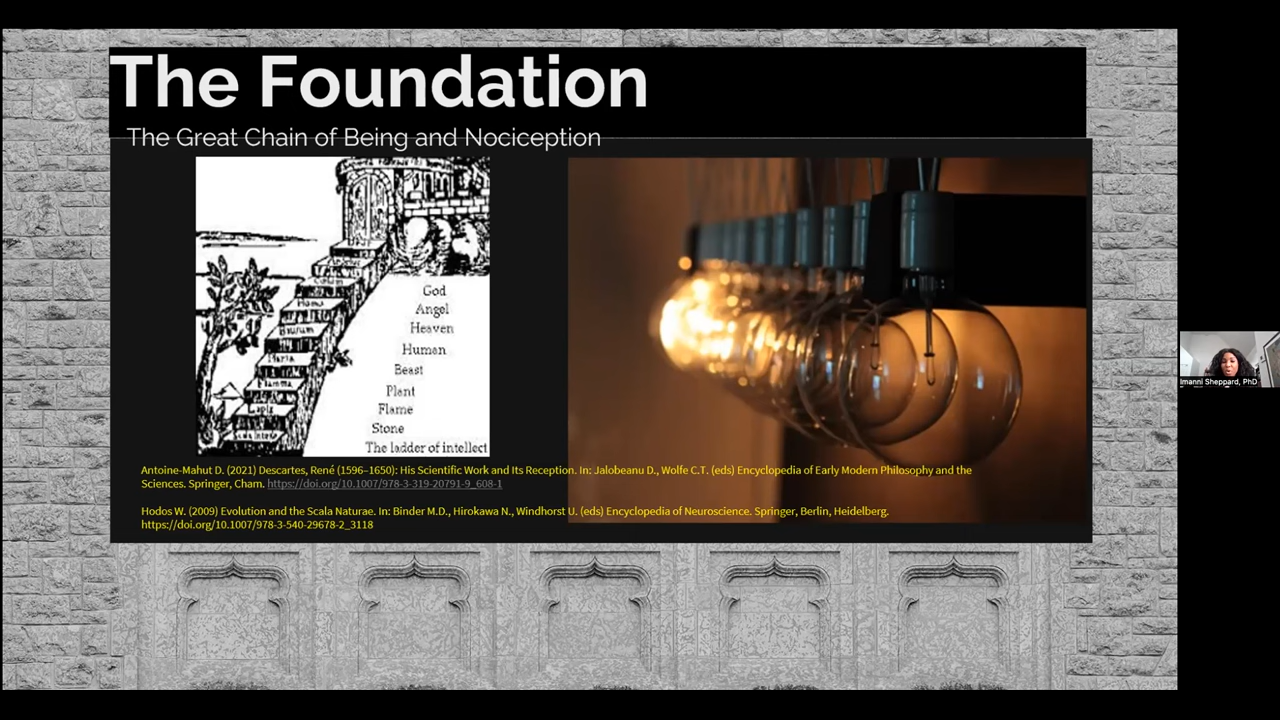 The Foundation
The Great Chain of Being and Nociception
God
Angel
Heaven
Human
Beast
Plant
Flame
Stone
The ladder of intellect
Antoine-Mahut D. (2021) Descartes, René (1596–1650): His Scientific Work and Its Reception. In: Jalobeanu D., Wolfe C.T. (eds) Encyclopedia of Early Modern Philosophy and the
Sciences. Springer, Cham. https://doi.org/10.1007/978-3-319-20791-9_608-1
Hodos W. (2009) Evolution and the Scala Naturae. In: Binder M.D., Hirokawa N., Windhorst U. (eds) Encyclopedia of Neuroscience. Springer, Berlin, Heidelberg.
https://doi.org/10.1007/978-3-540-29678-2_3118
Imanni Sheppard, PhD